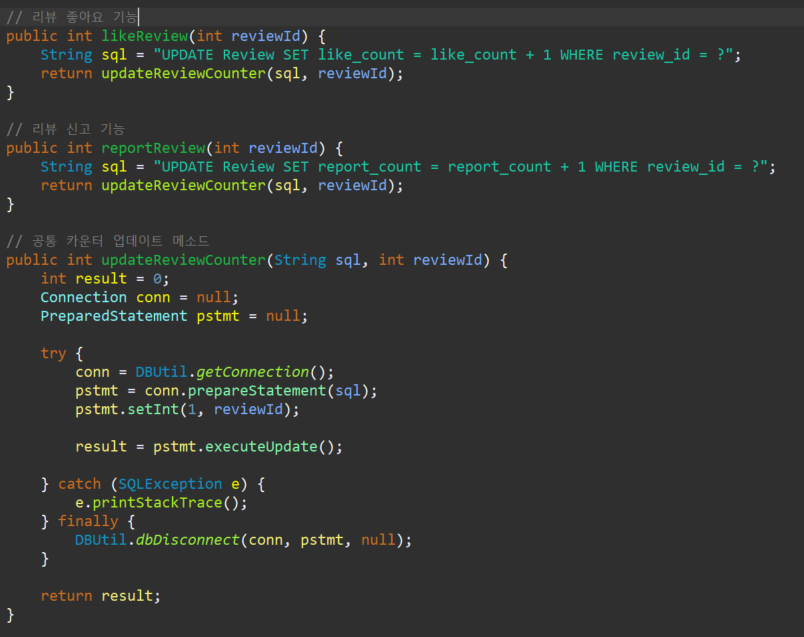 // 리뷰 좋아요 기능
public int likeReview(int reviewId) {
    String sql = "UPDATE Review SET like_count = like_count + 1 WHERE review_id = ?";
    return updateReviewCounter(sql, reviewId);
}

// 리뷰 신고 기능
public int reportReview(int reviewId) {
    String sql = "UPDATE Review SET report_count = report_count + 1 WHERE review_id = ?";
    return updateReviewCounter(sql, reviewId);
}

// 공통 카운터 업데이트 메소드
public int updateReviewCounter(String sql, int reviewId) {
    int result = 0;
    Connection conn = null;
    PreparedStatement pstmt = null;

    try {
        conn = DBUtil.getConnection();
        pstmt = conn.prepareStatement(sql);
        pstmt.setInt(1, reviewId);

        result = pstmt.executeUpdate();

    } catch (SQLException e) {
        e.printStackTrace();
    } finally {
        DBUtil.dbDisconnect(conn, pstmt, null);
    }

    return result;
}